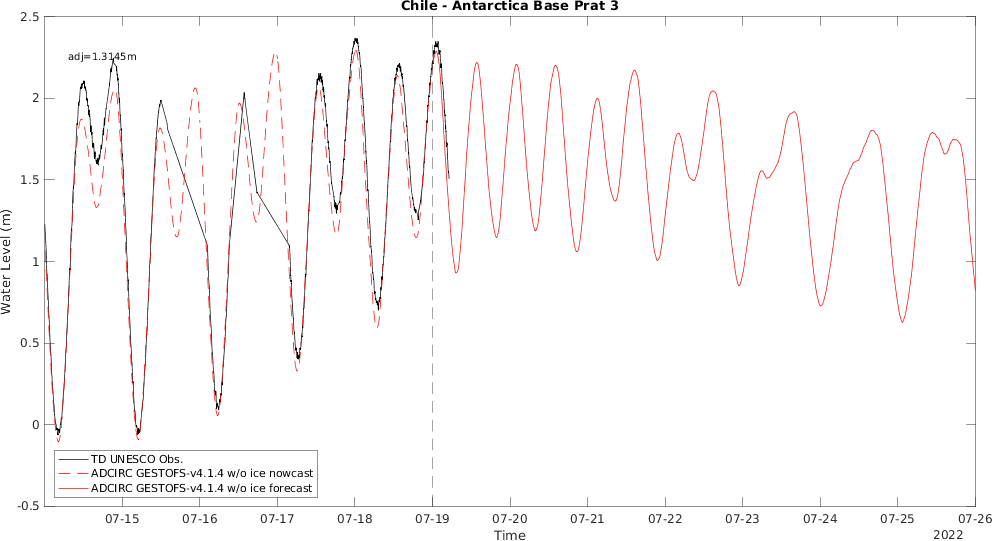 Chile - Antarctica Base Prat 3
adj=1.3145m
Water Level (m)
2.5
2
1.5
1
0.5
0
-0.5
TD UNESCO Obs.
ADCIRC GESTOFS-v4.1.4 w/o ice nowcast
ADCIRC GESTOFS-v4.1.4 w/o ice forecast
07-15 07-16 07-17 07-18 07-19 07-20 07-21 07-22 07-23 07-24 07-25 07-26
Time
2022